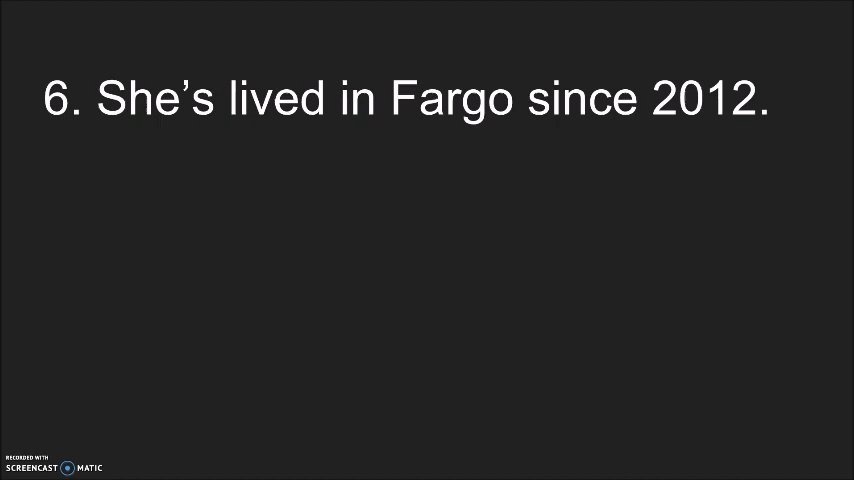 6. She’s lived in Fargo since 2012.
RECORDED WITH
SCREENCAST MATIC